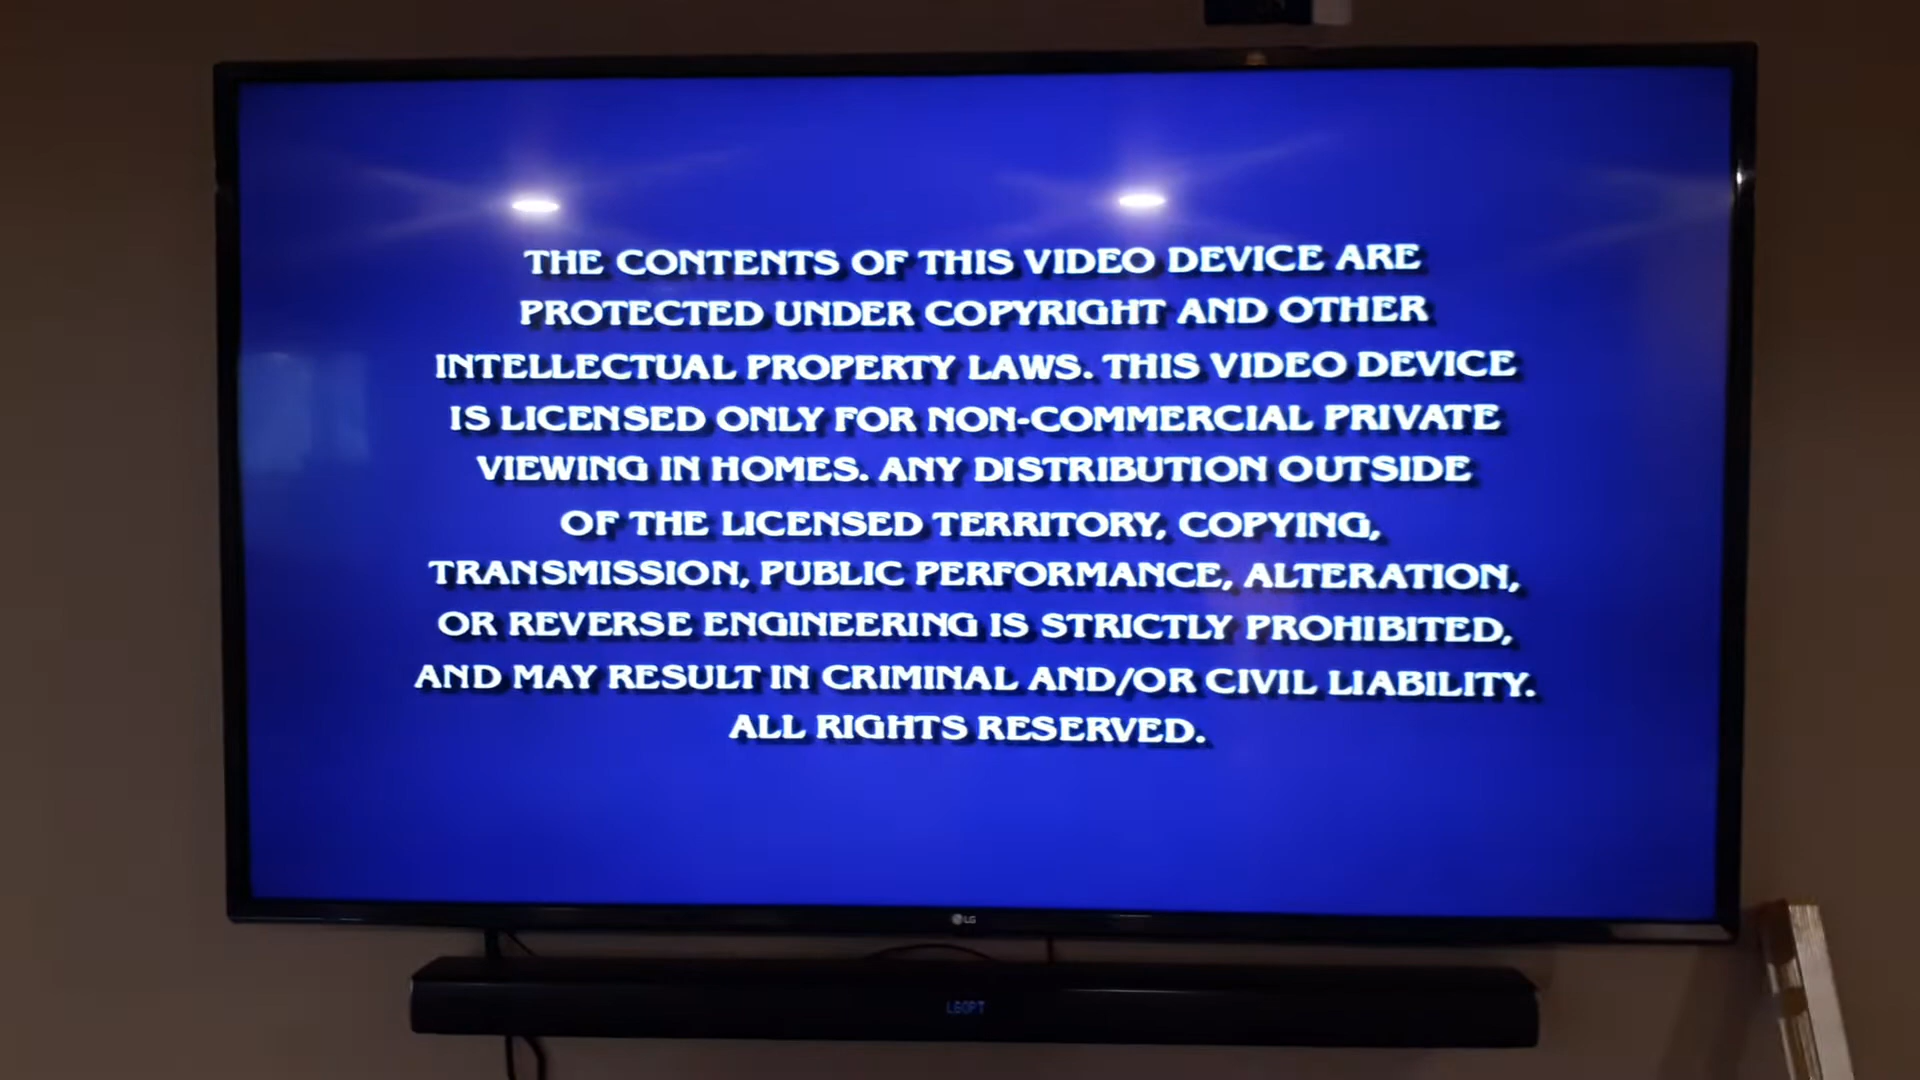 THE CONTENTS OF THIS VIDEO DEVICE ARE
PROTECTED UNDER COPYRIGHT AND OTHER
INTELLECTUAL PROPERTY LAWS. THIS VIDEO DEVICE
IS LICENSED ONLY FOR NON-COMMERCIAL PRIVATE
VIEWING IN HOMES. ANY DISTRIBUTION OUTSIDE
OF THE LICENSED TERRITORY, COPYING,
TRANSMISSION, PUBLIC PERFORMANCE, ALTERATION,
OR REVERSE ENGINEERING IS STRICTLY PROHIBITED,
AND MAY RESULT IN CRIMINAL AND/OR CIVIL LIABILITY.
ALL RIGHTS RESERVED.
LG